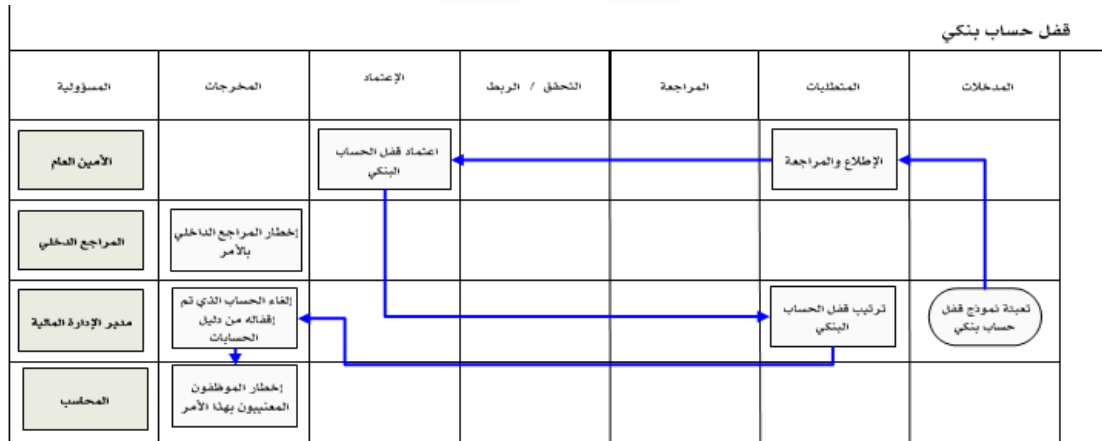 قفل حساب بنكي
المدخلات
المتطلبات
المراجعة
التحقق / الربط
الإعتماد
المخرجات
المسؤولية
الإطلاع والمراجعة
اعتماد قفل الحساب
البنكي
الأمين العام
إخطار المراجع الداخلي
بالأمر
المراجع الدخلي
تعبئة نموذج قفل
حساب بنكي
ترتيب قفل الحساب
البنكي
إلغاء الحساب الذي تم
إقفاله من دليل
الحسابات
مدير الإدارة المالية
إخطار الموظفون
المعنييون بهذا الأمر
المحاسب